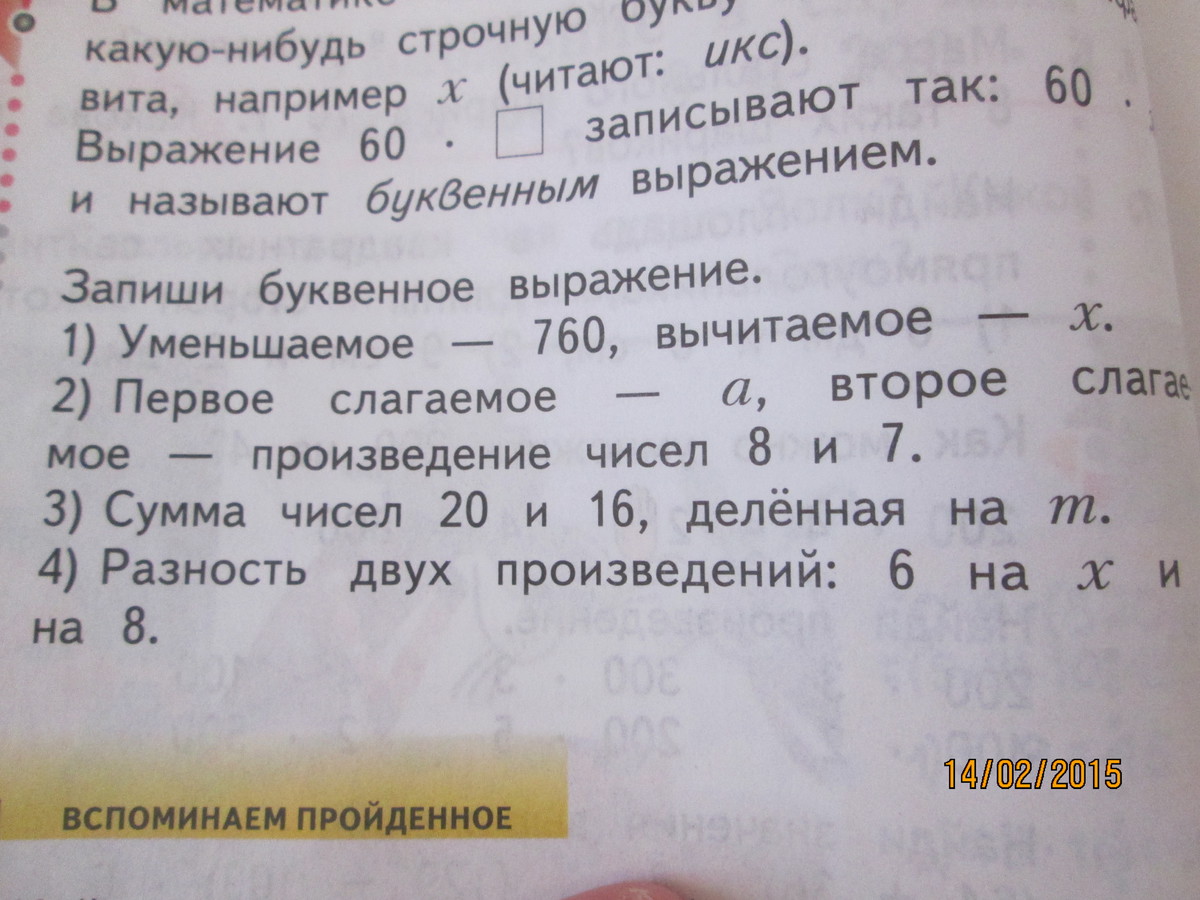 В математике
какую-нибудь строчную букву
вита, например x (читают: икс).
Выражение 60 · □ записывают так: 60 ·
и называют буквенным выражением.
Запиши буквенное выражение.
1) Уменьшаемое — 760, вычитаемое — x.
2) Первое слагаемое — a, второе слагае-
мое — произведение чисел 8 и 7.
3) Сумма чисел 20 и 16, делённая на m.
4) Разность двух произведений: 6 на x и
на 8.
14/02/2015
ВСПОМИНАЕМ ПРОЙДЕННОЕ